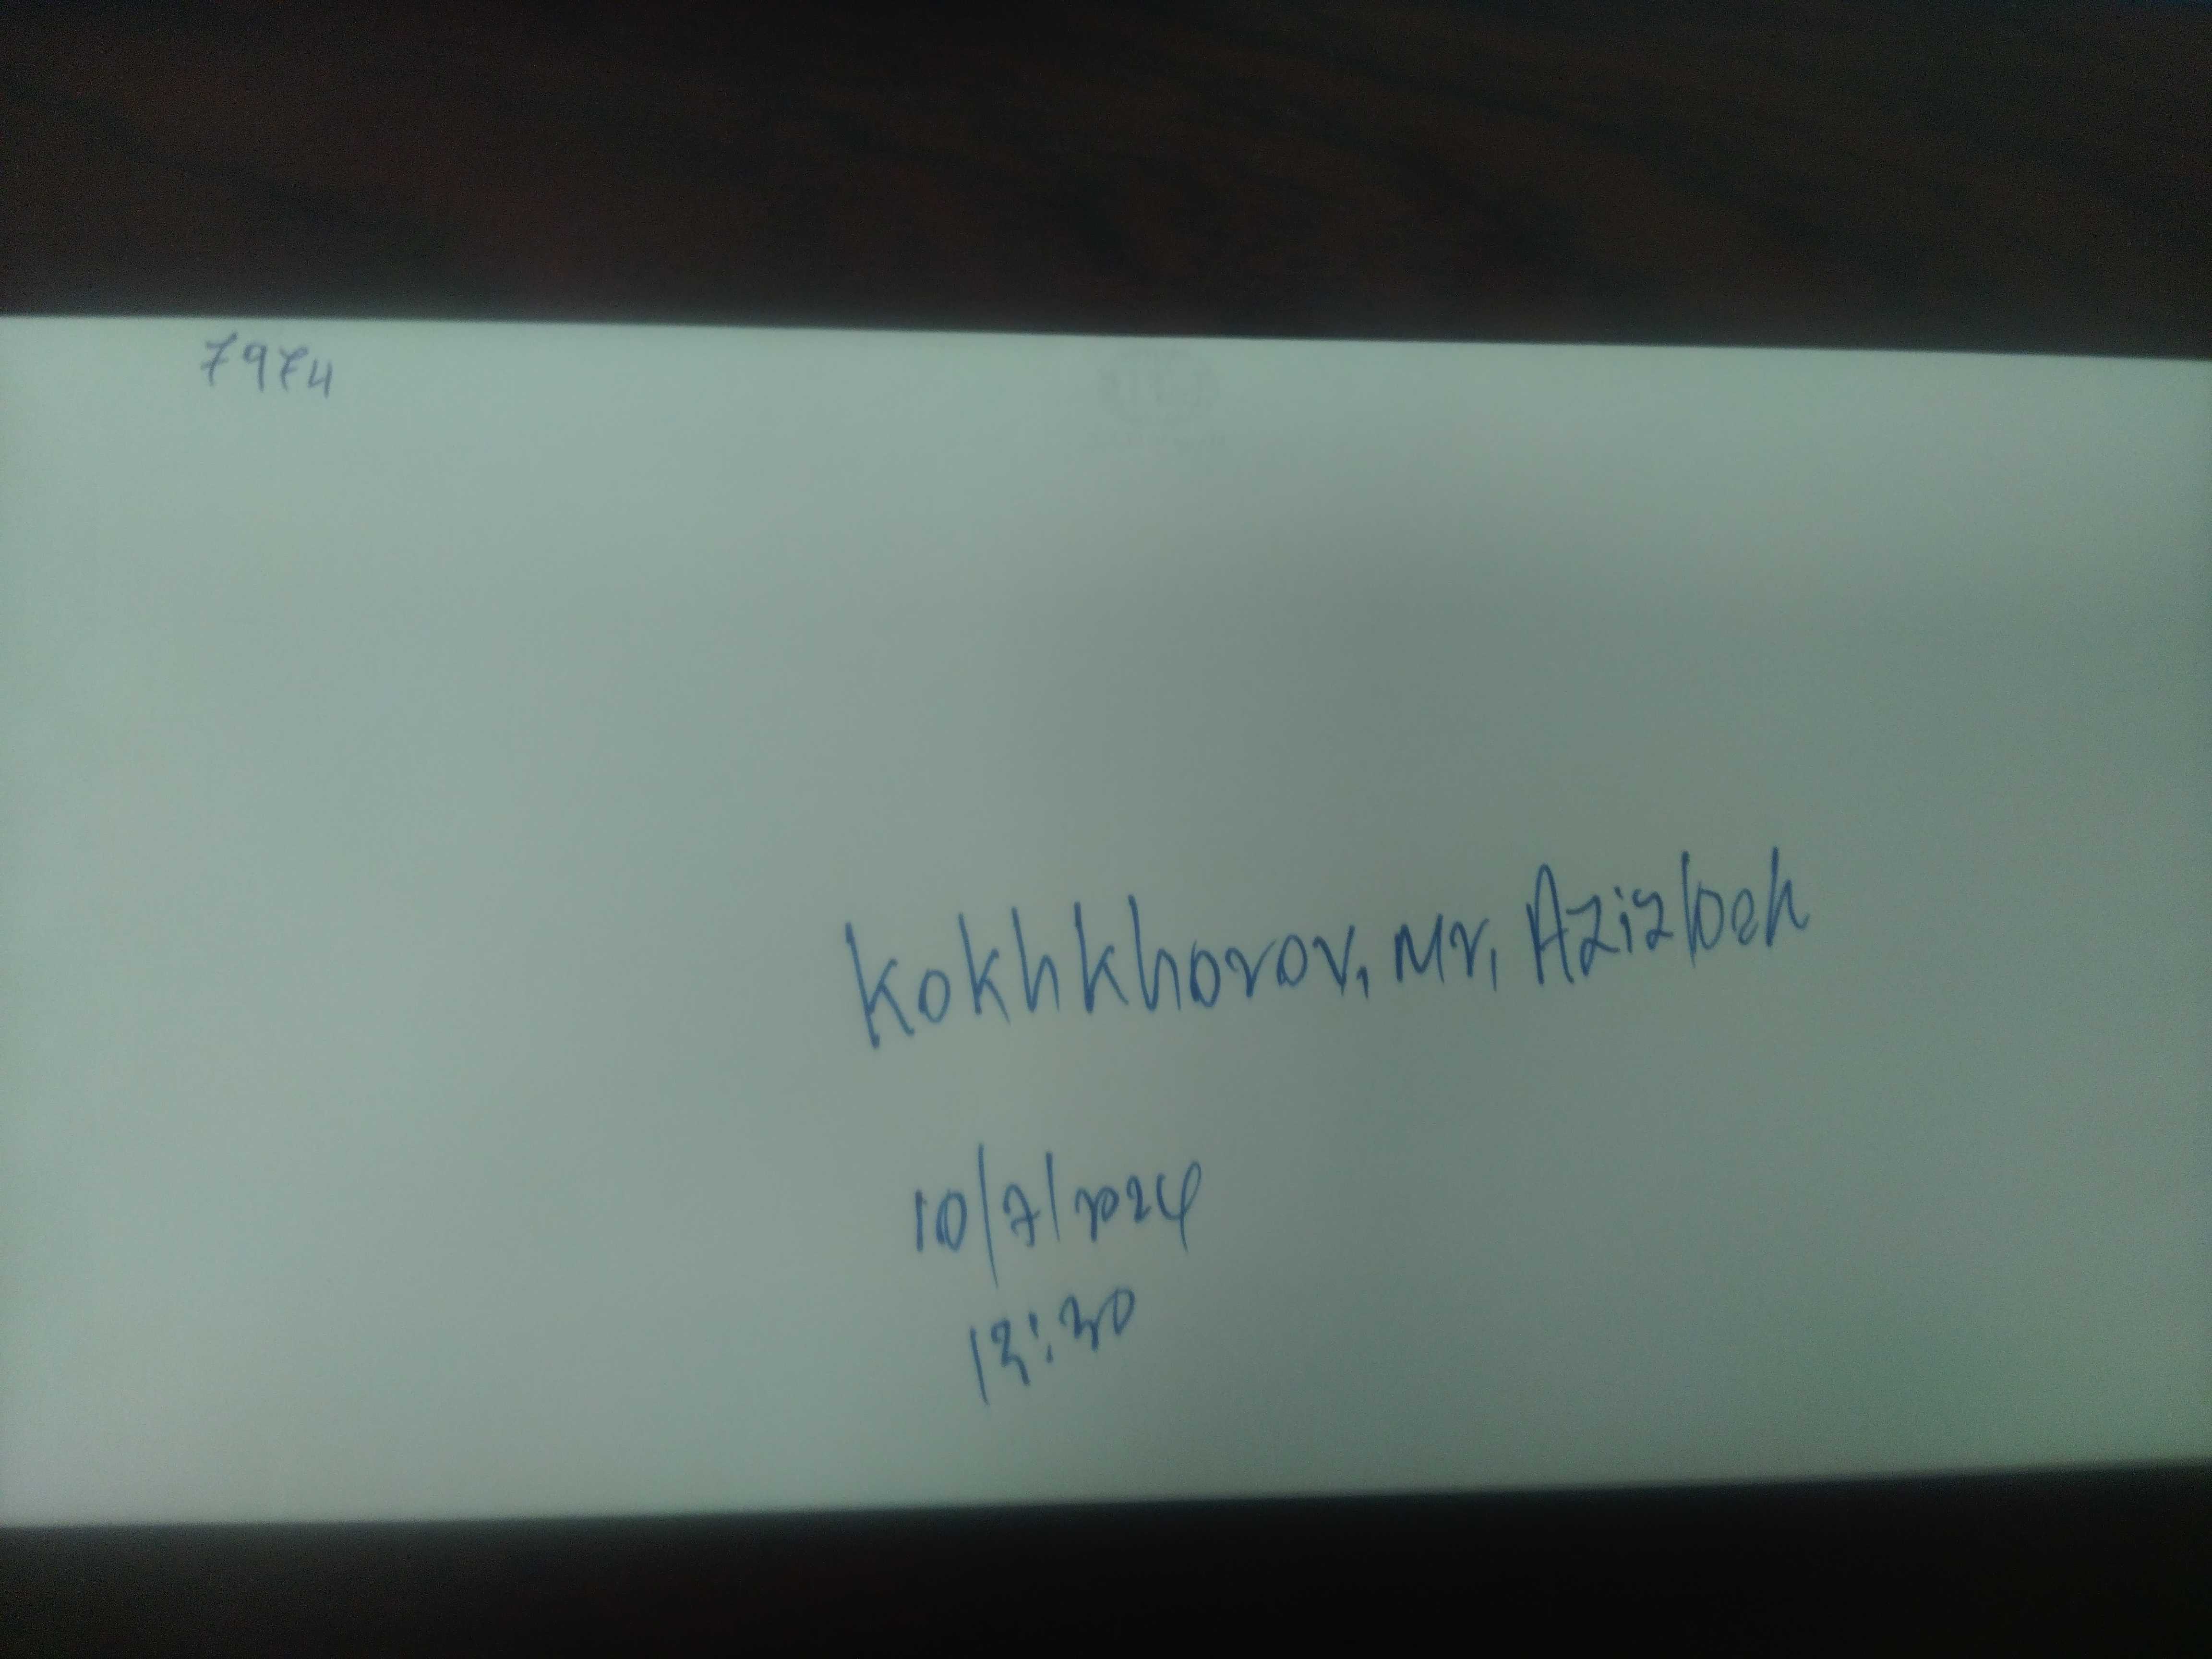 7974
Kokhkhorov, Mr, Azizbek
10/7/2024
13:30